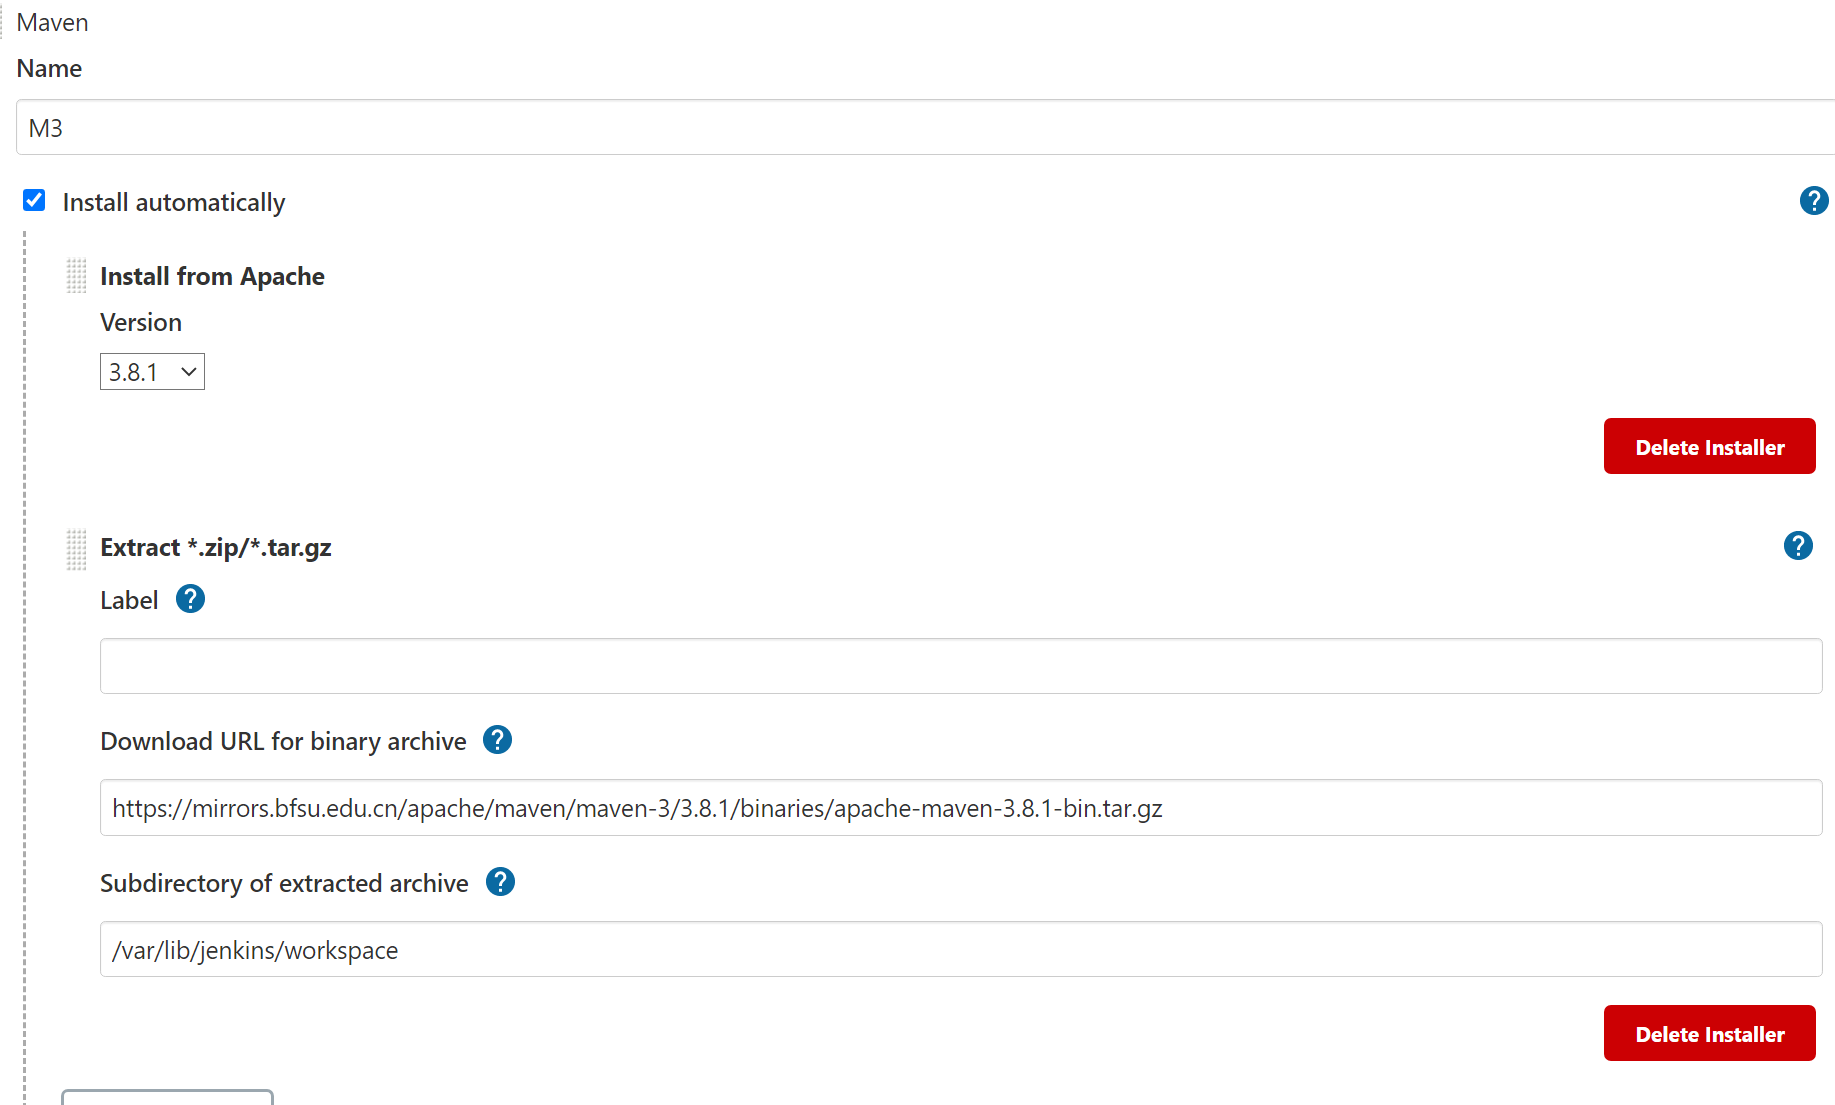 Maven
Name
M3
Install automatically
?
Install from Apache
Version
3.8.1
Delete Installer
Extract *.zip/*.tar.gz
?
Label ?
Download URL for binary archive ?
https://mirrors.bfsu.edu.cn/apache/maven/maven-3/3.8.1/binaries/apache-maven-3.8.1-bin.tar.gz
Subdirectory of extracted archive ?
/var/lib/jenkins/workspace
Delete Installer